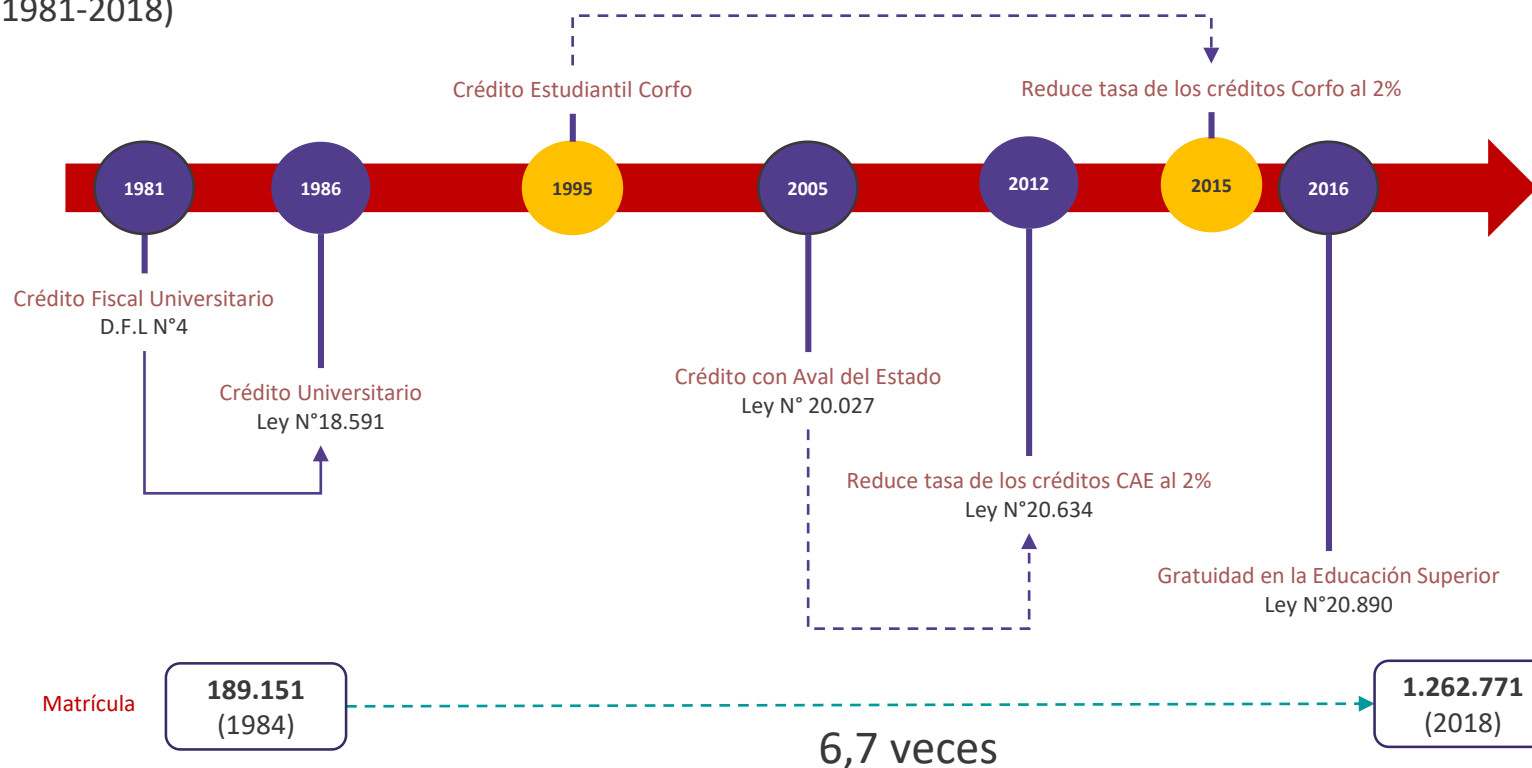 1981-2018)
Crédito Estudiantil Corfo
Reduce tasa de los créditos Corfo al 2%
1981
1986
1995
2005
2012
2015
2016
Crédito Fiscal Universitario
D.F.L N°4
Crédito Universitario
Ley N°18.591
Crédito con Aval del Estado
Ley N° 20.027
Reduce tasa de los créditos CAE al 2%
Ley N°20.634
Gratuidad en la Educación Superior
Ley N°20.890
Matrícula
189.151
(1984)
1.262.771
(2018)
6,7 veces